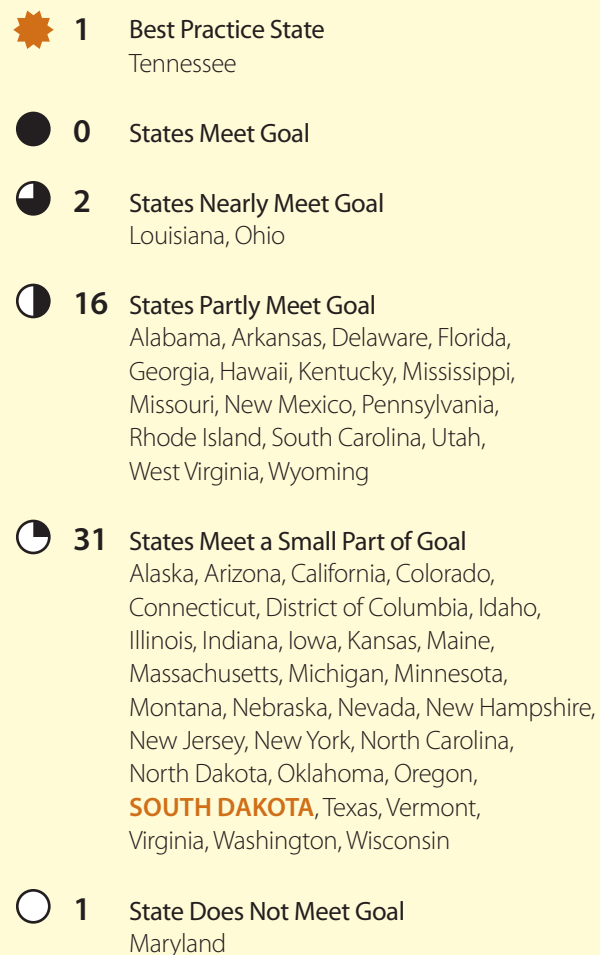 1 Best Practice State
Tennessee
0 States Meet Goal
2 States Nearly Meet Goal
Louisiana, Ohio
16 States Partly Meet Goal
Alabama, Arkansas, Delaware, Florida,
Georgia, Hawaii, Kentucky, Mississippi,
Missouri, New Mexico, Pennsylvania,
Rhode Island, South Carolina, Utah,
West Virginia, Wyoming
31 States Meet a Small Part of Goal
Alaska, Arizona, California, Colorado,
Connecticut, District of Columbia, Idaho,
Illinois, Indiana, Iowa, Kansas, Maine,
Massachusetts, Michigan, Minnesota,
Montana, Nebraska, Nevada, New Hampshire,
New Jersey, New York, North Carolina,
North Dakota, Oklahoma, Oregon,
SOUTH DAKOTA, Texas, Vermont,
Virginia, Washington, Wisconsin
1 State Does Not Meet Goal
Maryland